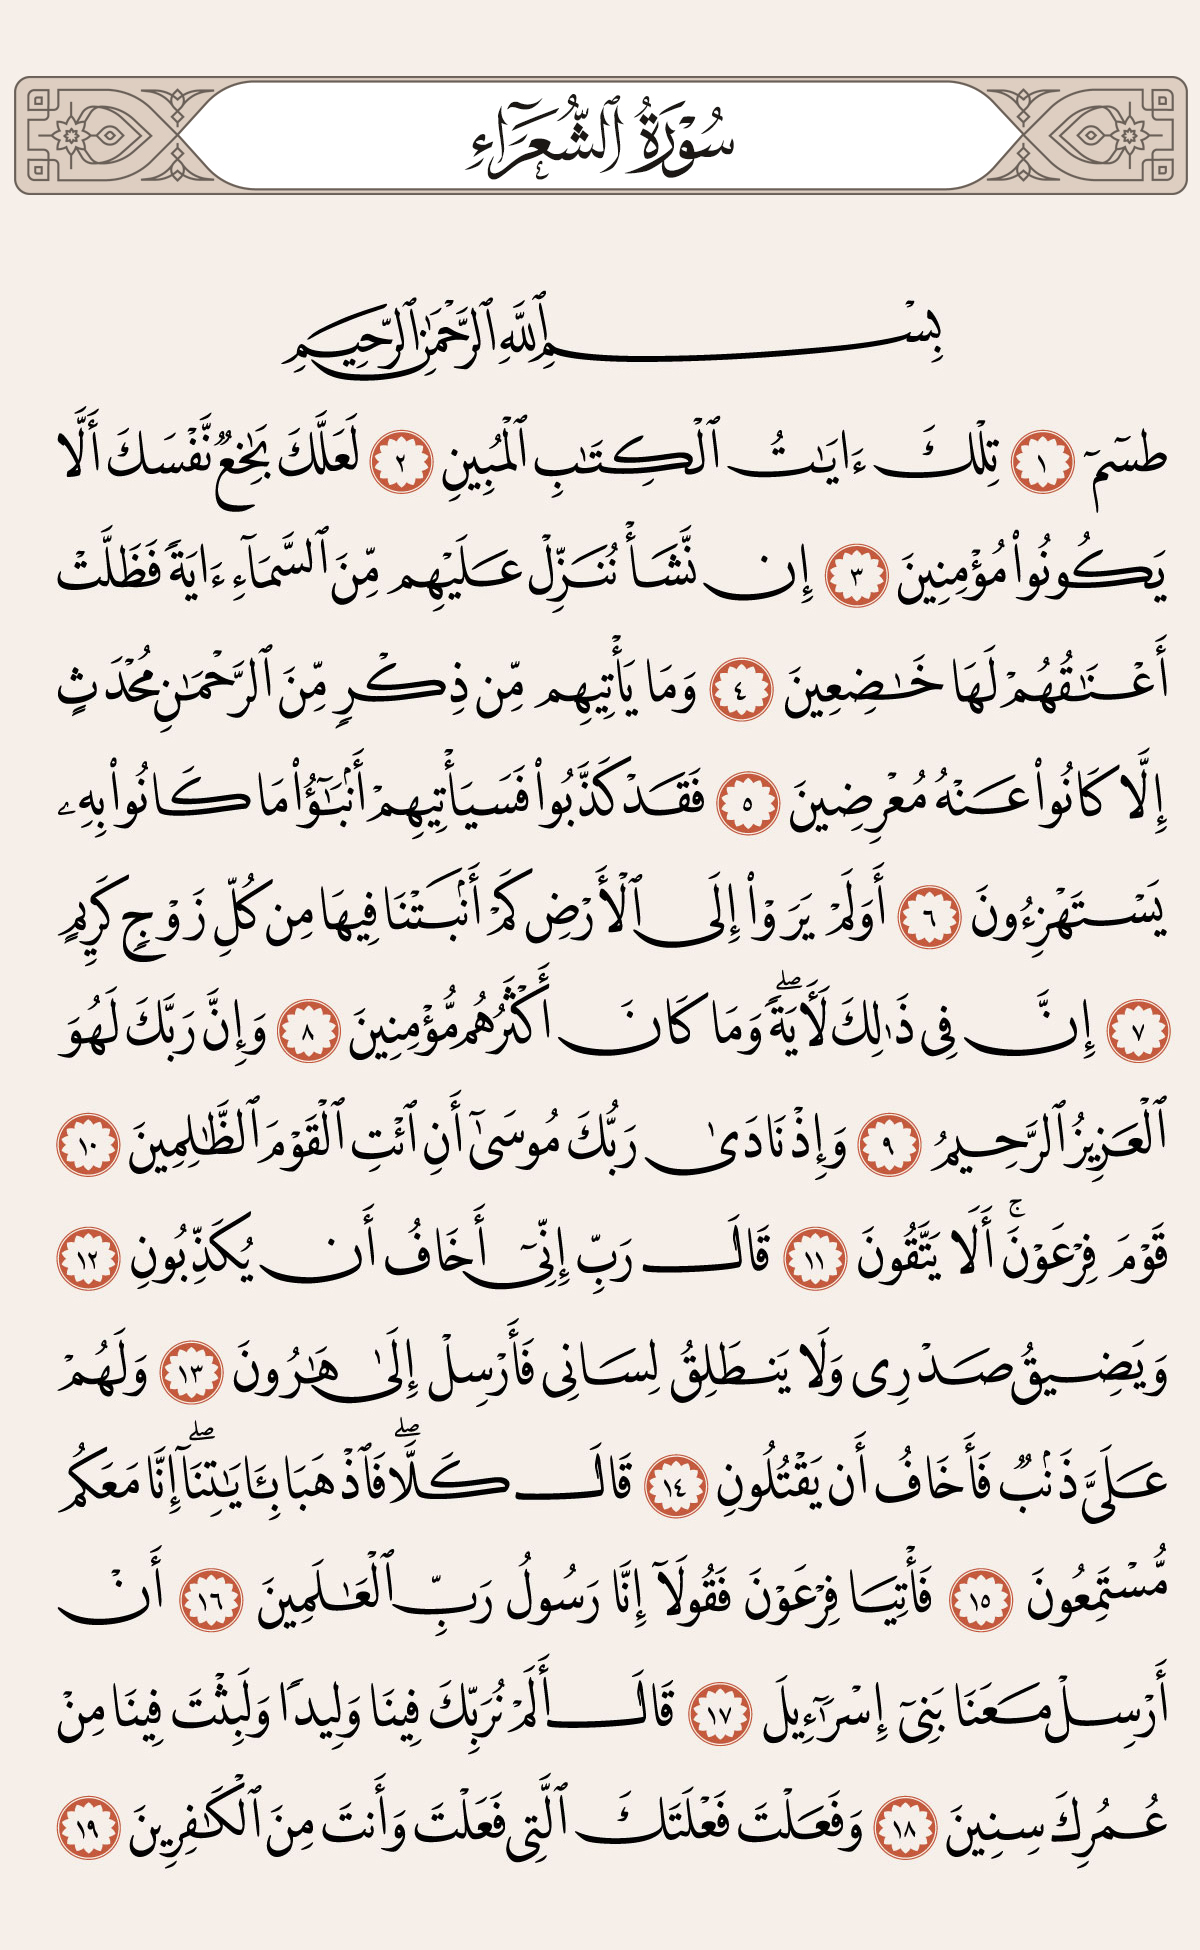 سُورَةُ ٱلشُّعَرَاءِ
بِسْمِ ٱللَّهِ ٱلرَّحْمَٰنِ ٱلرَّحِيمِ
طسٓمٓ ١ تِلْكَ ءَايَٰتُ ٱلْكِتَٰبِ ٱلْمُبِينِ ٢ لَعَلَّكَ بَٰخِعٌ نَّفْسَكَ أَلَّا
يَكُونُوا۟ مُؤْمِنِينَ ٣ إِن نَّشَأْ نُنَزِّلْ عَلَيْهِم مِّنَ ٱلسَّمَآءِ ءَايَةً فَظَلَّتْ
أَعْنَٰقُهُمْ لَهَا خَٰضِعِينَ ٤ وَمَا يَأْتِيهِم مِّن ذِكْرٍ مِّنَ ٱلرَّحْمَٰنِ مُحْدَثٍ
إِلَّا كَانُوا۟ عَنْهُ مُعْرِضِينَ ٥ فَقَدْ كَذَّبُوا۟ فَسَيَأْتِيهِمْ أَنۢبَٰٓؤُا۟ مَا كَانُوا۟ بِهِۦ
يَسْتَهْزِءُونَ ٦ أَوَلَمْ يَرَوْا۟ إِلَى ٱلْأَرْضِ كَمْ أَنۢبَتْنَا فِيهَا مِن كُلِّ زَوْجٍ كَرِيمٍ
٧ إِنَّ فِى ذَٰلِكَ لَءَايَةًۖ وَمَا كَانَ أَكْثَرُهُم مُّؤْمِنِينَ ٨ وَإِنَّ رَبَّكَ لَهُوَ
ٱلْعَزِيزُ ٱلرَّحِيمُ ٩ وَإِذْ نَادَىٰ رَبُّكَ مُوسَىٰٓ أَنِ ٱئْتِ ٱلْقَوْمَ ٱلظَّٰلِمِينَ ١٠
قَوْمَ فِرْعَوْنَۚ أَلَا يَتَّقُونَ ١١ قَالَ رَبِّ إِنِّىٓ أَخَافُ أَن يُكَذِّبُونِ ١٢
وَيَضِيقُ صَدْرِى وَلَا يَنطَلِقُ لِسَانِى فَأَرْسِلْ إِلَىٰ هَٰرُونَ ١٣ وَلَهُمْ
عَلَىَّ ذَنۢبٌ فَأَخَافُ أَن يَقْتُلُونِ ١٤ قَالَ كَلَّاۖ فَٱذْهَبَا بِـَٔايَٰتِنَآۖ إِنَّا مَعَكُم
مُّسْتَمِعُونَ ١٥ فَأْتِيَا فِرْعَوْنَ فَقُولَآ إِنَّا رَسُولُ رَبِّ ٱلْعَٰلَمِينَ ١٦ أَنْ
أَرْسِلْ مَعَنَا بَنِىٓ إِسْرَٰٓءِيلَ ١٧ قَالَ أَلَمْ نُرَبِّكَ فِينَا وَلِيدًا وَلَبِثْتَ فِينَا مِنْ
عُمُرِكَ سِنِينَ ١٨ وَفَعَلْتَ فَعْلَتَكَ ٱلَّتِى فَعَلْتَ وَأَنتَ مِنَ ٱلْكَٰفِرِينَ ١٩